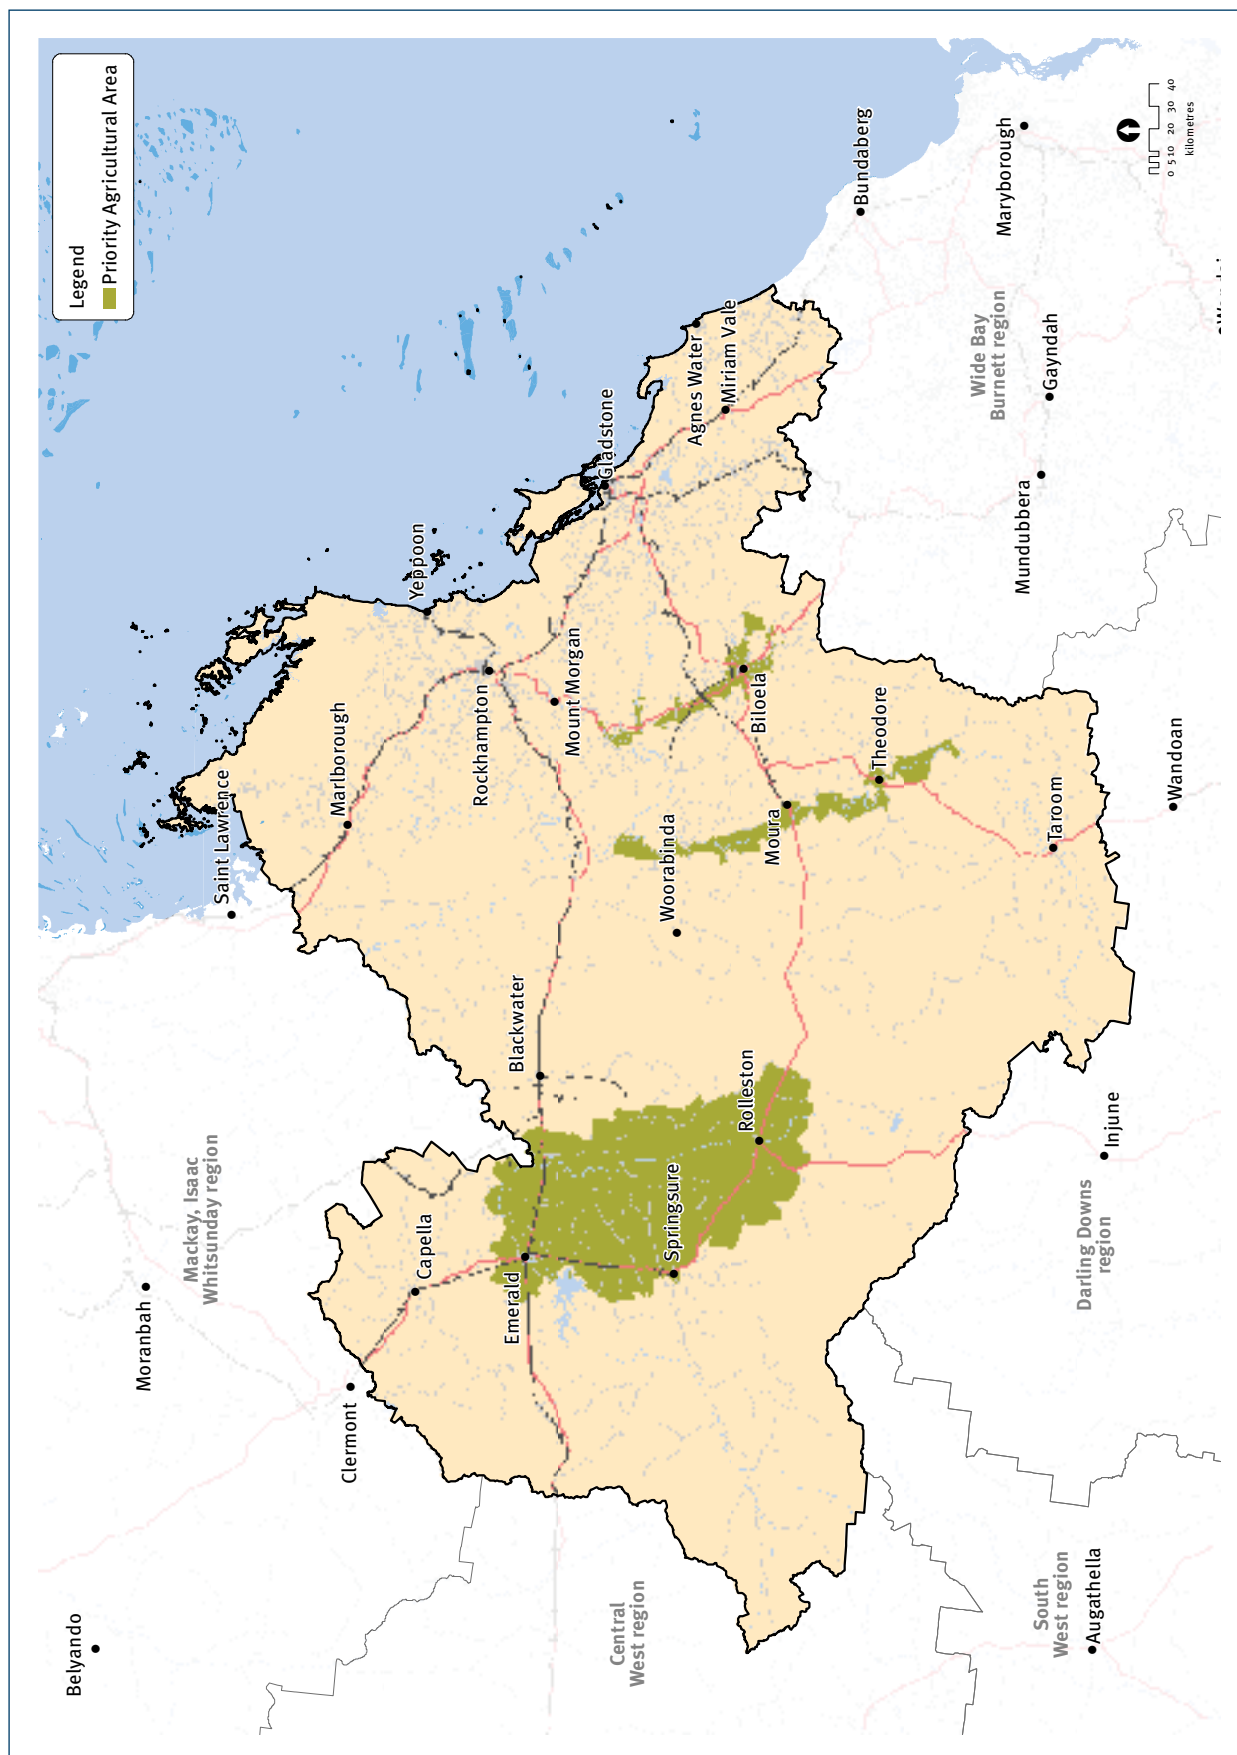 Legend
Priority Agricultural Area
Belyando
Moranbah
Mackay, Isaac
Whitsunday region
Saint Lawrence
Clermont
Marlborough
Capella
Yeppoon
Rockhampton
Emerald
Blackwater
Mount Morgan
Gladstone
Central
West region
Springsure
Woorabinda
Agnes Water
Miriam Vale
Rolleston
Moura
Biloela
Bundaberg
Theodore
Wide Bay
Burnett region
Maryborough
Mundubbera
Gayndah
Taroom
South
West region
Augathella
Darling Downs
region
Injune
Wandoan
0 5 10 20 30 40
kilometres